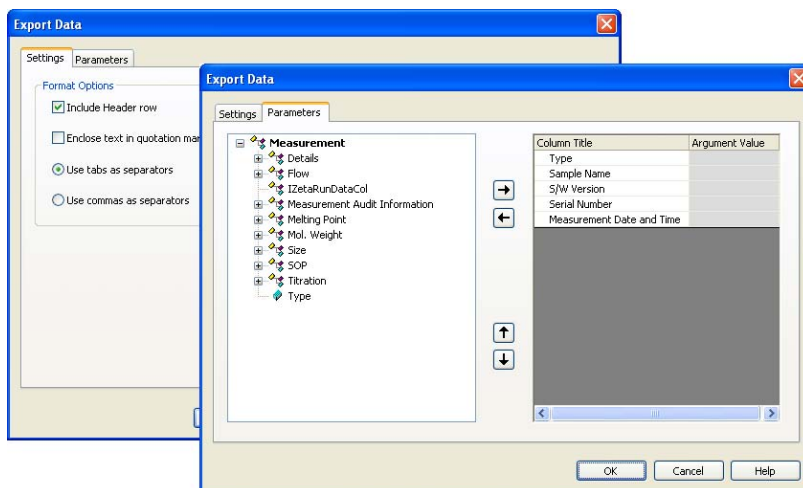 Export Data
Settings Parameters
Format Options
Include Header row
Enclose text in quotation mar
Use tabs as separators
Use commas as separators
Export Data
Settings Parameters
Measurement
Details
Flow
IZetaRunDataCol
Measurement Audit Information
Melting Point
Mol. Weight
Size
SOP
Titration
Type
Column Title Argument Value
Type
Sample Name
S/W Version
Serial Number
Measurement Date and Time
OK Cancel Help